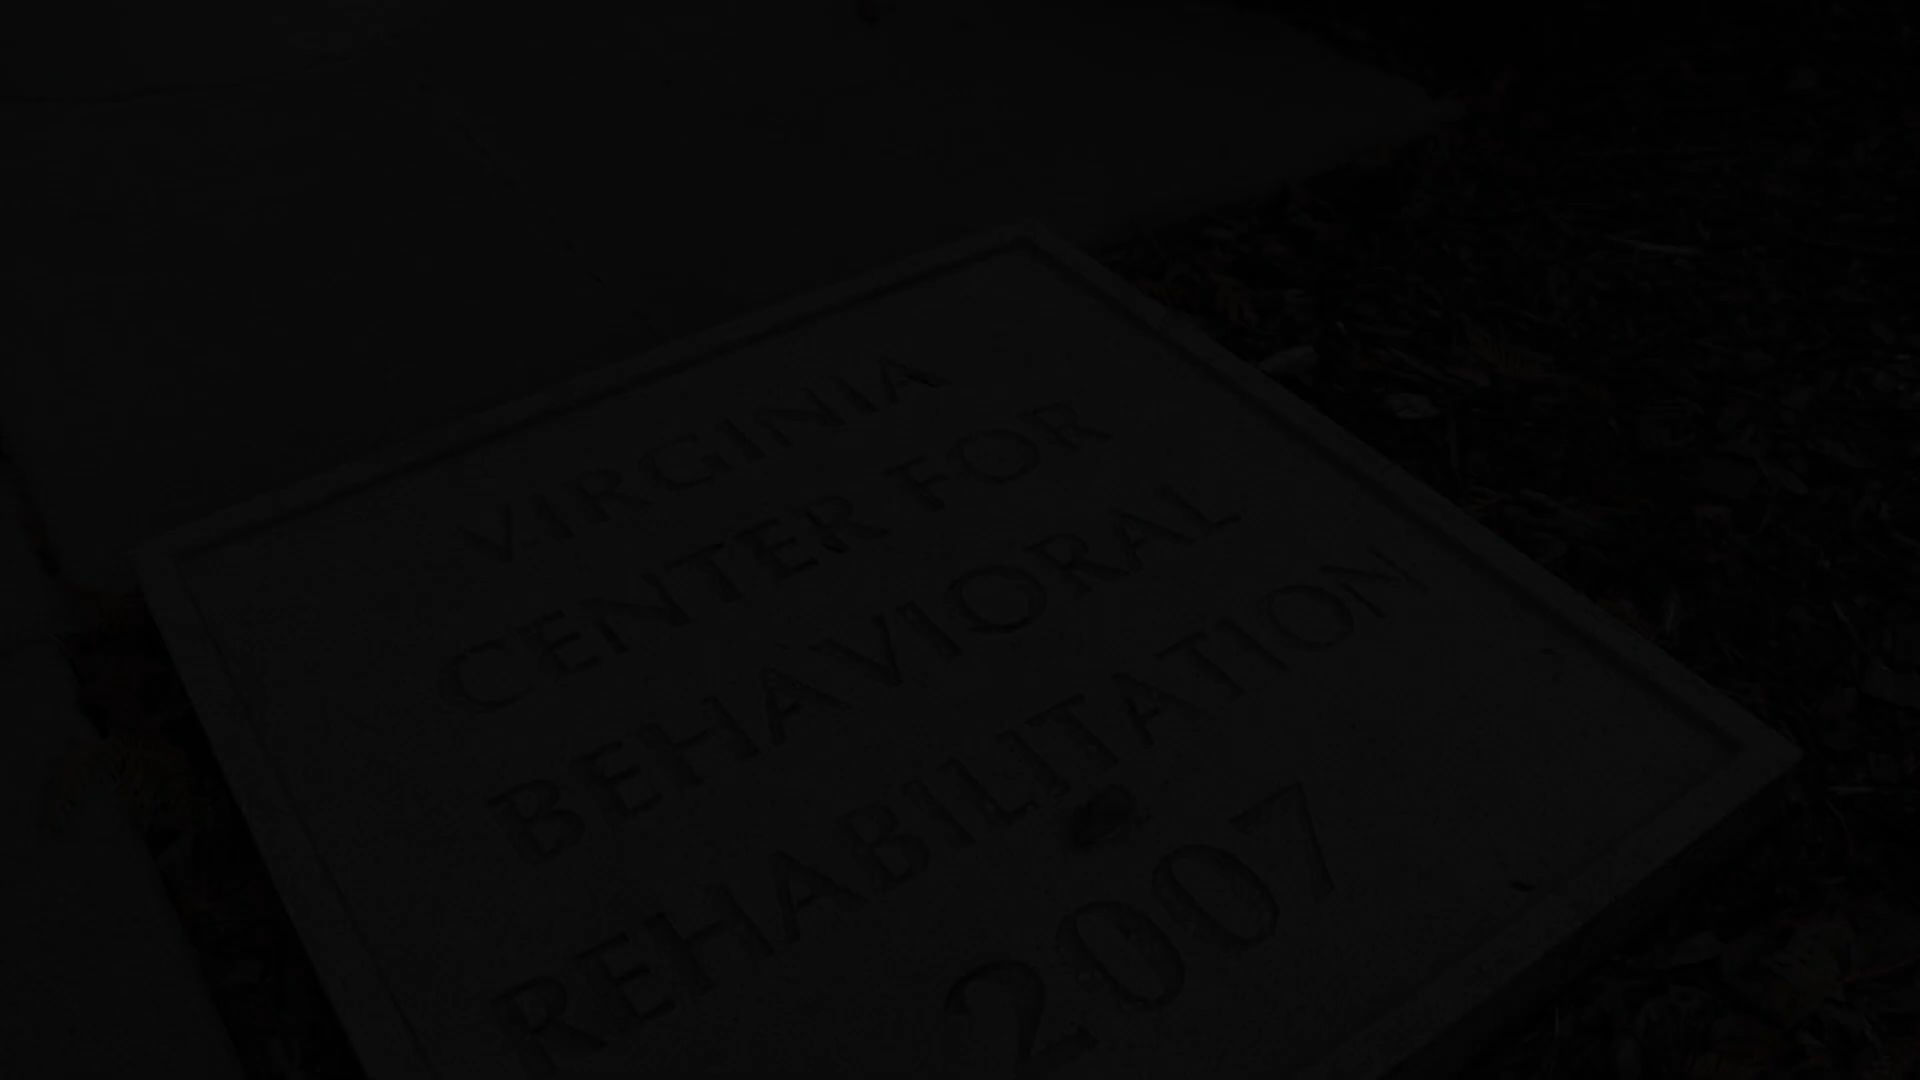 VIRGINIA
CENTER FOR
BEHAVIORAL
REHABILITATION
2007